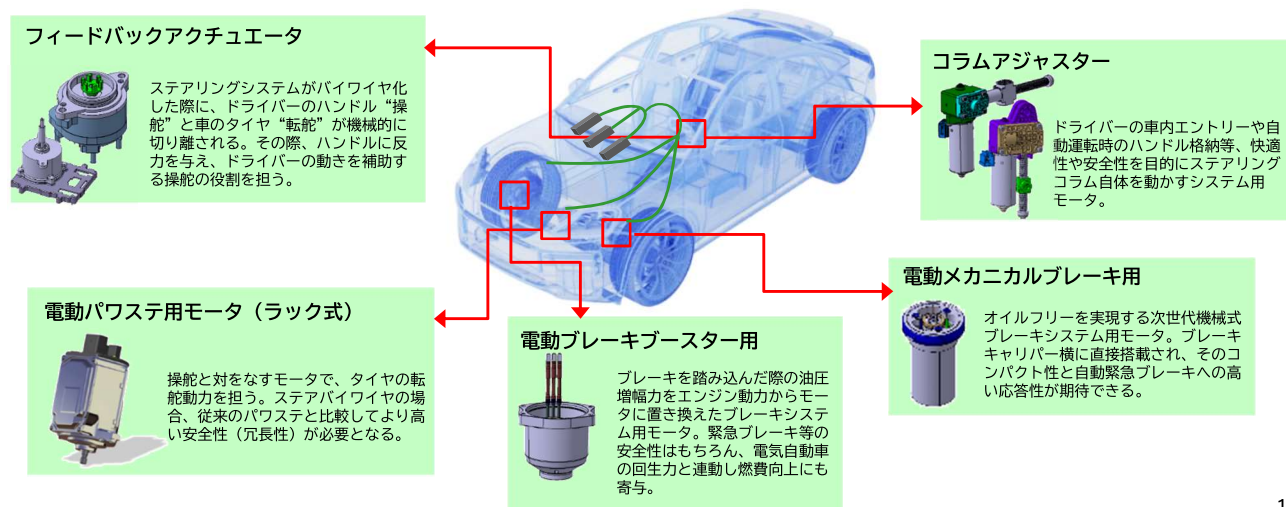 フィードバックアクチュエータ
ステアリングシステムがバイワイヤ化
した際に、ドライバーのハンドル“操
舵”と車のタイヤ“転舵”が機械的に
切り離される。その際、ハンドルに反
力を与え、ドライバーの動きを補助す
る操舵の役割を担う。
コラムアジャスター
ドライバーの車内エントリーや自
動運転時のハンドル格納等、快適
性や安全性を目的にステアリング
コラム自体を動かすシステム用
モータ。
電動パワステ用モータ（ラック式）
操舵と対をなすモータで、タイヤの転
舵動力を担う。ステアバイワイヤの場
合、従来のパワステと比較してより高
い安全性（冗長性）が必要となる。
電動ブレーキブースター用
ブレーキを踏み込んだ際の油圧
増幅力をエンジン動力からモー
タに置き換えたブレーキシステ
ム用モータ。緊急ブレーキ等の
安全性はもちろん、電気自動車
の回生力と連動し燃費向上にも
寄与。
電動メカニカルブレーキ用
オイルフリーを実現する次世代機械式
ブレーキシステム用モータ。ブレーキ
キャリパー横に直接搭載され、そのコ
ンパクト性と自動緊急ブレーキへの高
い応答性が期待できる。